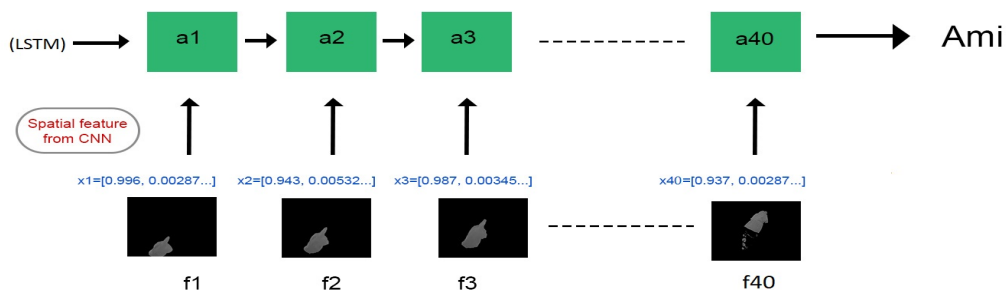 (LSTM) a1 a2 a3 a40 Ami
Spatial feature
from CNN
x1=[0.996, 0.00287...] x2=[0.943, 0.00532...] x3=[0.987, 0.00345...] x40=[0.937, 0.00287...]
f1 f2 f3 f40